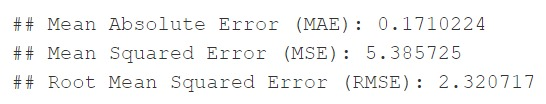 ## Mean Absolute Error (MAE): 0.1710224
## Mean Squared Error (MSE): 5.385725
## Root Mean Squared Error (RMSE): 2.320717